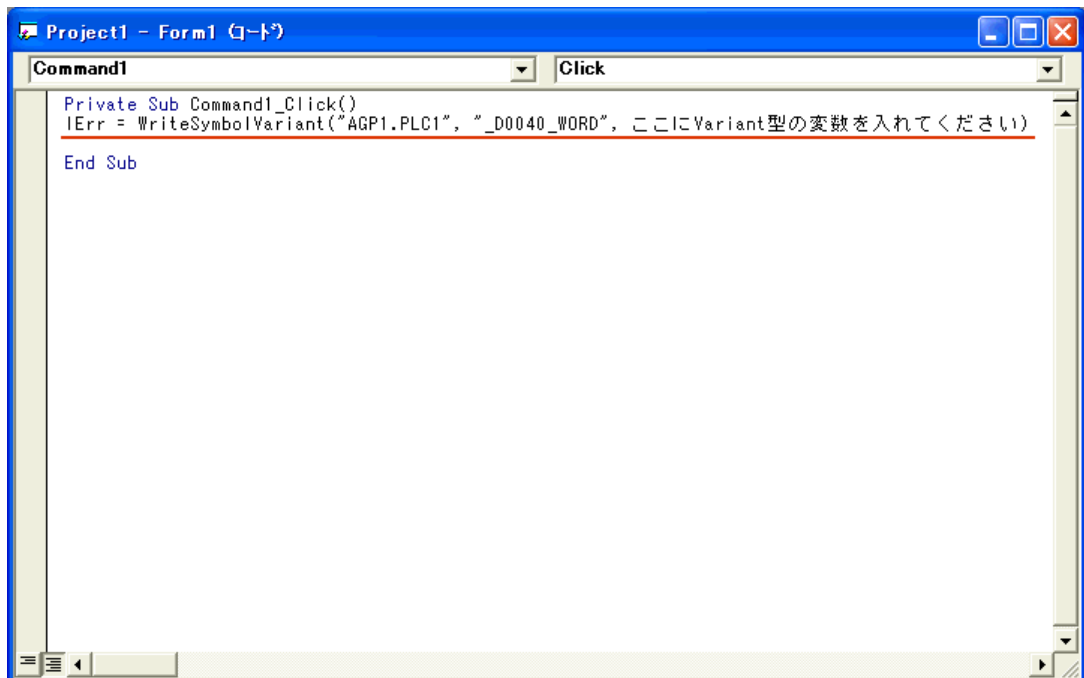 Project1 - Form1 (コード)
Command1
Click
Private Sub Command1_Click()
lErr = WriteSymbolVariant("AGP1.PLC1", "_D0040_WORD", ここにVariant型の変数を入れてください)
End Sub